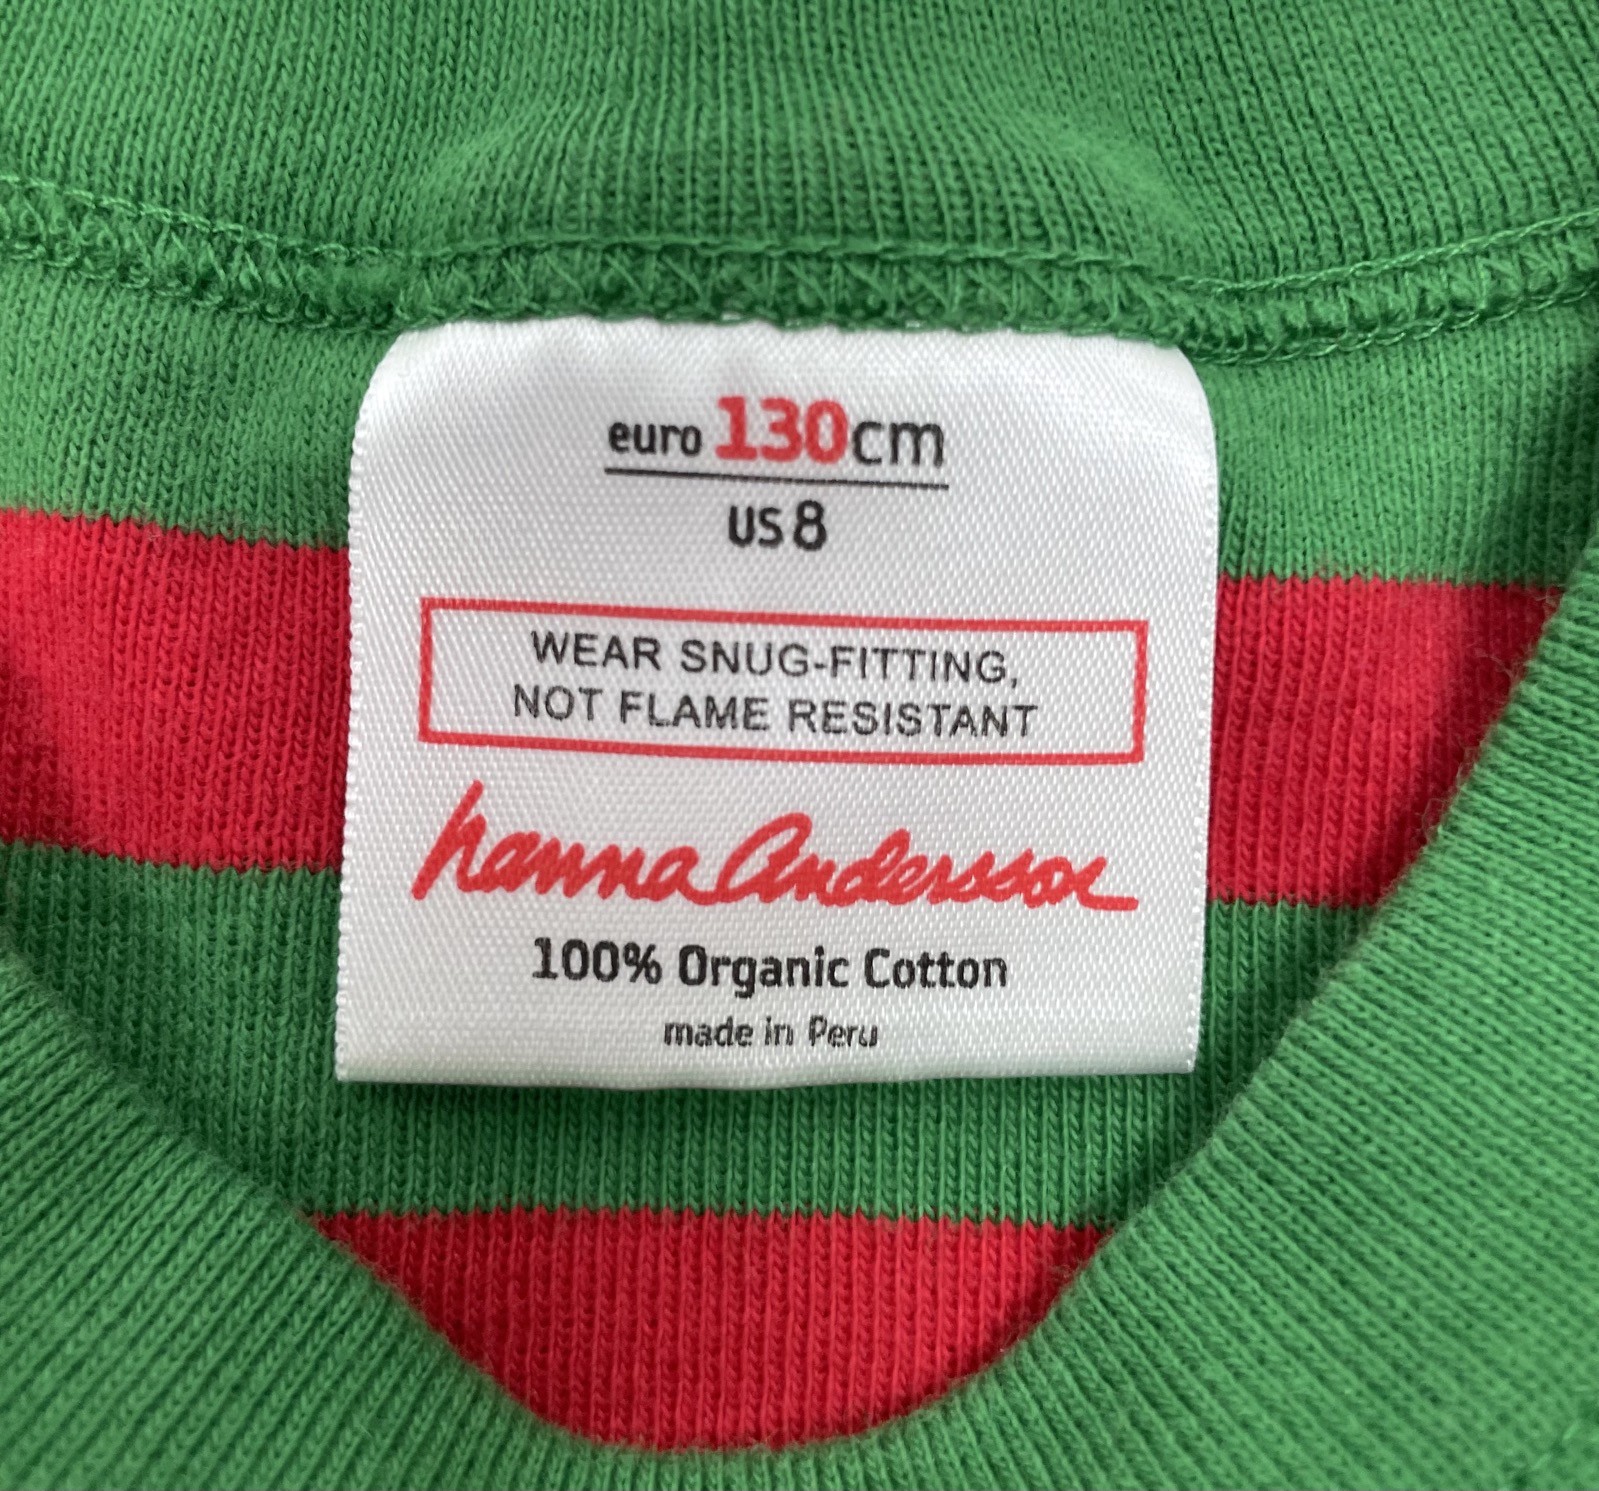 euro 130cm
US 8
WEAR SNUG-FITTING,
NOT FLAME RESISTANT
hanna Andersson
100% Organic Cotton
made in Peru